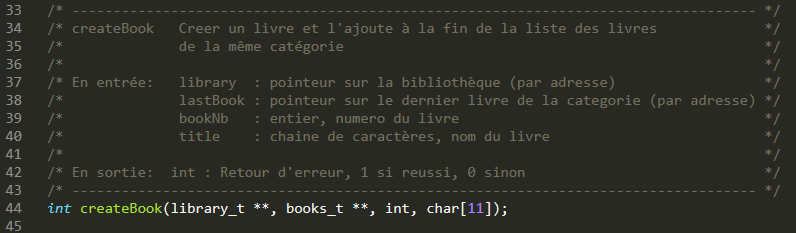 33 /* ----------------------------------------------------------------------------------- */
34 /* createBook   Creer un livre et l'ajoute à la fin de la liste des livres             */
35 /*              de la même catégorie                                                   */
36 /*                                                                                     */
37 /* En entrée:   library  : pointeur sur la bibliothèque (par adresse)                  */
38 /*              lastBook : pointeur sur le dernier livre de la categorie (par adresse) */
39 /*              bookNb   : entier, numero du livre                                     */
40 /*              title    : chaine de caractères, nom du livre                          */
41 /*                                                                                     */
42 /* En sortie:  int : Retour d'erreur, 1 si reussi, 0 sinon                             */
43 /* ----------------------------------------------------------------------------------- */
44 int createBook(library_t **, books_t **, int, char[11]);
45